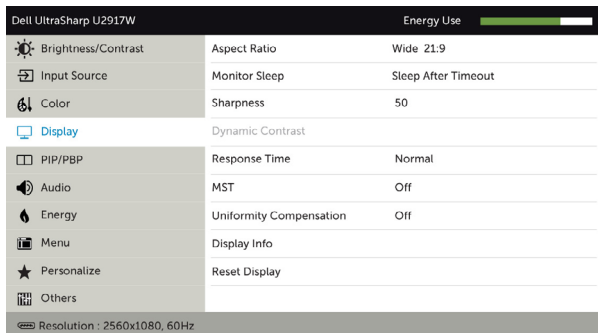 Dell UltraSharp U2917W Energy Use
Brightness/Contrast Aspect Ratio Wide 21:9
Input Source Monitor Sleep Sleep After Timeout
Color Sharpness 50
Display Dynamic Contrast
PIP/PBP Response Time Normal
Audio MST Off
Energy Uniformity Compensation Off
Menu Display Info
Personalize Reset Display
Others
Resolution : 2560x1080, 60Hz